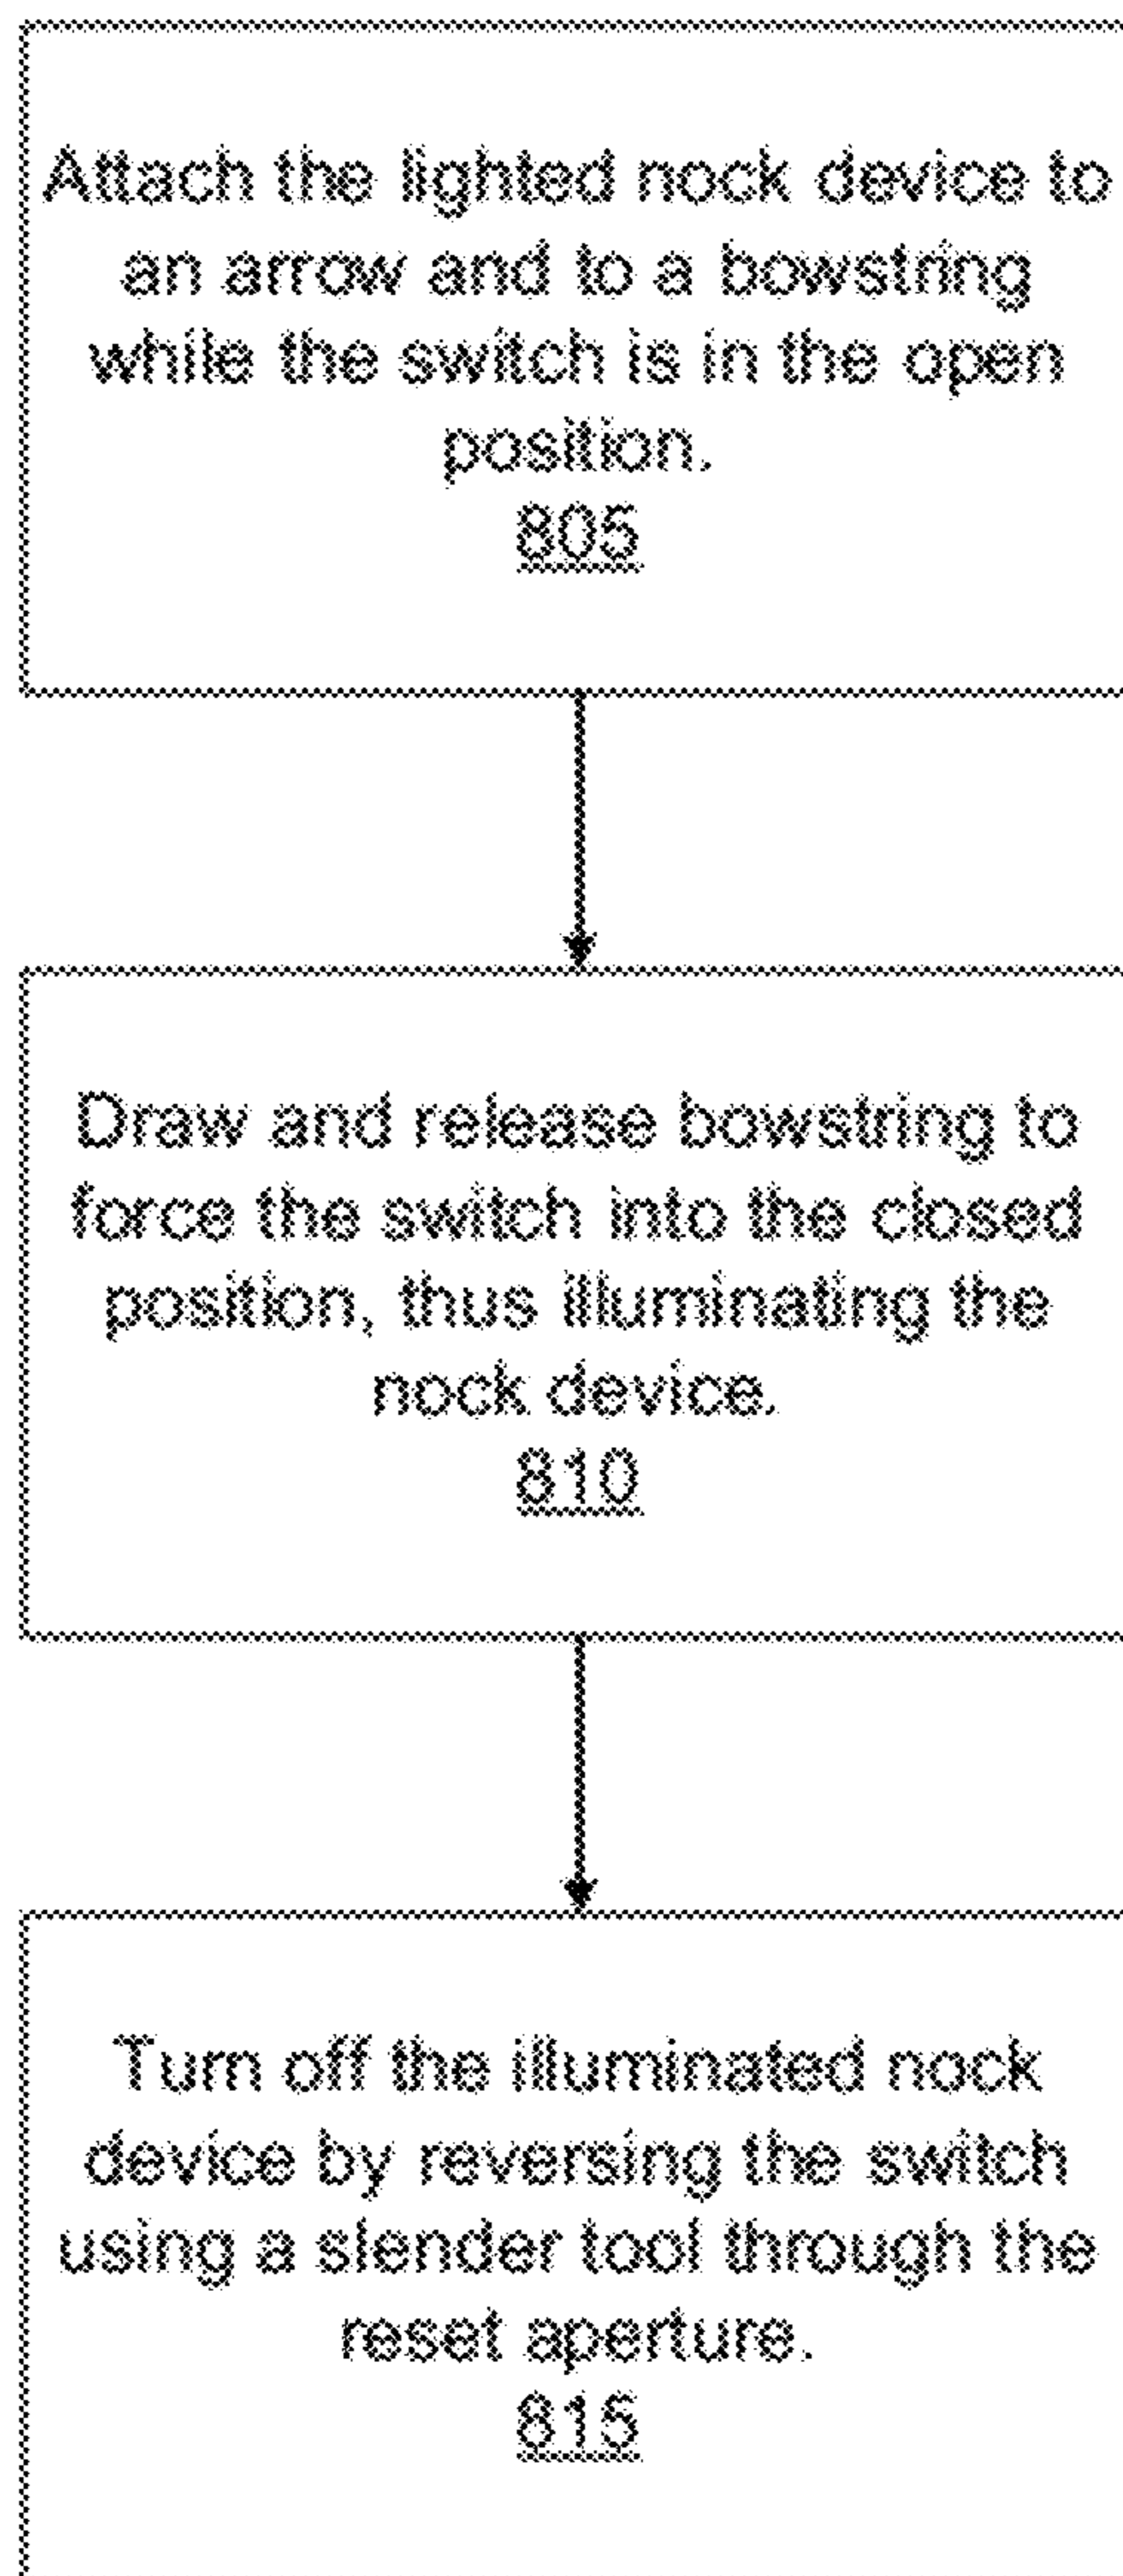 Attach the lighted nock device to
an arrow and to a bowstring
while the switch is in the open
position.
805
Draw and release bowstring to
force the switch into the closed
position, thus illuminating the
nock device.
810
Turn off the illuminated nock
device by reversing the switch
using a slender tool through the
reset aperture.
815